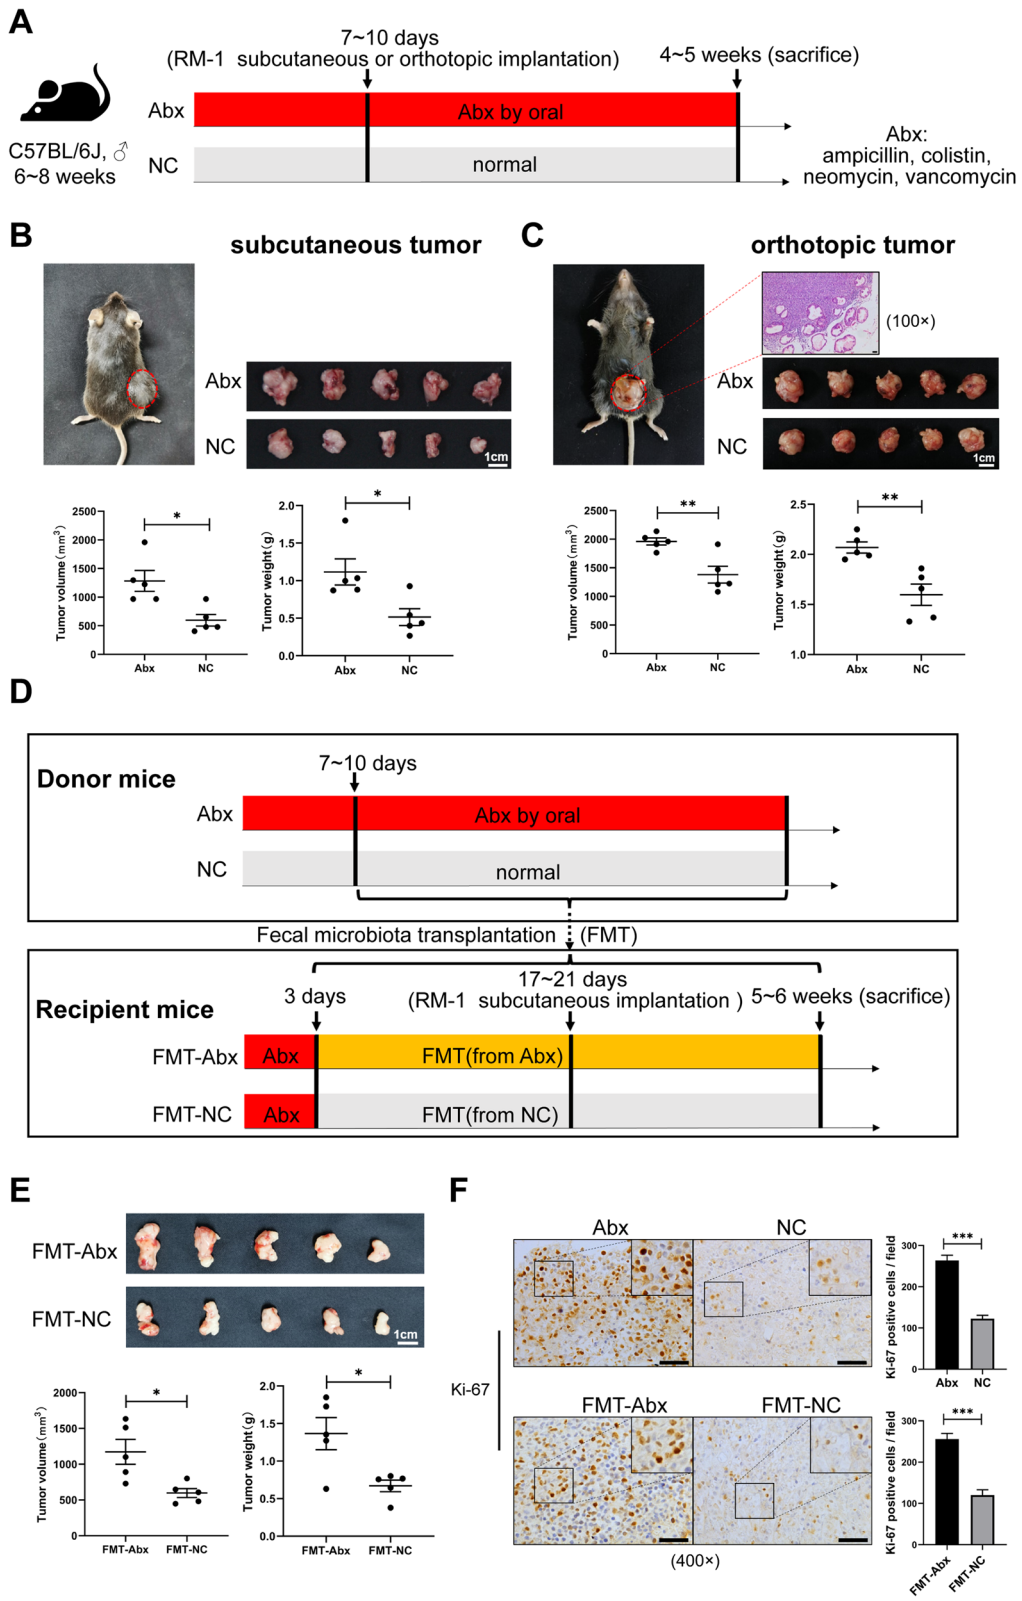 A
7~10 days
(RM-1 subcutaneous or orthotopic implantation)
4~5 weeks (sacrifice)
Abx
Abx by oral
NC
normal
C57BL/6J, ♂
6~8 weeks
Abx:
ampicillin, colistin,
neomycin, vancomycin
B
subcutaneous tumor
Abx
NC
1cm
Tumor volume(mm³)
2500
2000
1500
1000
500
0
*
Abx
NC
Tumor weight(g)
2.0
1.5
1.0
0.5
0.0
*
Abx
NC
C
orthotopic tumor
(100×)
Abx
NC
1cm
Tumor volume(mm³)
2500
2000
1500
1000
500
0
**
Abx
NC
Tumor weight(g)
2.5
2.0
1.5
1.0
**
Abx
NC
D
Donor mice
7~10 days
Abx
Abx by oral
NC
normal
Fecal microbiota transplantation (FMT)
Recipient mice
3 days
17~21 days
(RM-1 subcutaneous implantation )
5~6 weeks (sacrifice)
FMT-Abx
Abx
FMT(from Abx)
FMT-NC
Abx
FMT(from NC)
E
FMT-Abx
FMT-NC
1cm
Tumor volume(mm³)
2000
1500
1000
500
0
*
FMT-Abx
FMT-NC
Tumor weight(g)
2.0
1.5
1.0
0.5
0.0
*
FMT-Abx
FMT-NC
F
Abx
NC
Ki-67
FMT-Abx
FMT-NC
(400×)
Ki-67 positive cells / field
300
200
100
0
***
Abx
NC
Ki-67 positive cells / field
300
200
100
0
***
FMT-Abx
FMT-NC